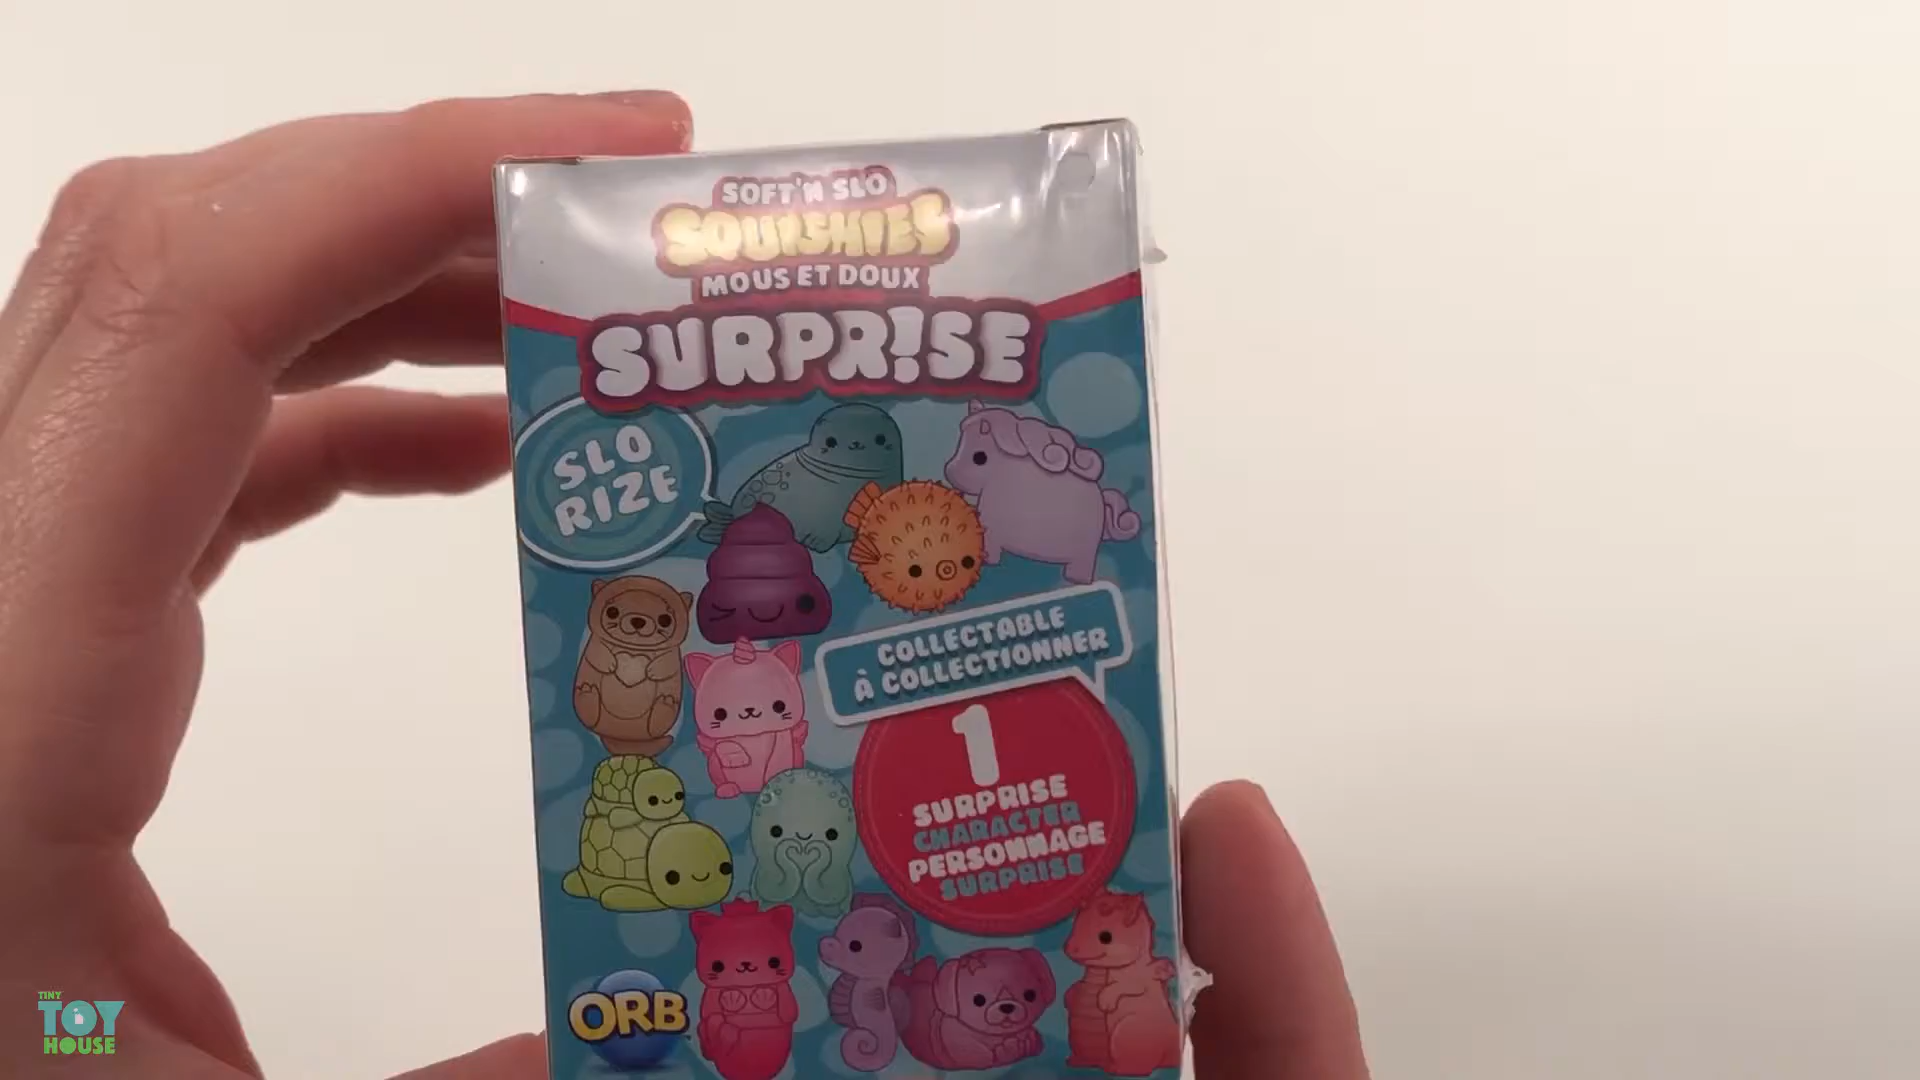 SOFT'N SLO
SQUISHIES
MOUS ET DOUX
SURPR!SE
SLO
RIZE
COLLECTABLE
À COLLECTIONNER
1
SURPRISE
CHARACTER
PERSONNAGE
SURPRISE
ORB
TINY
TOY
HOUSE